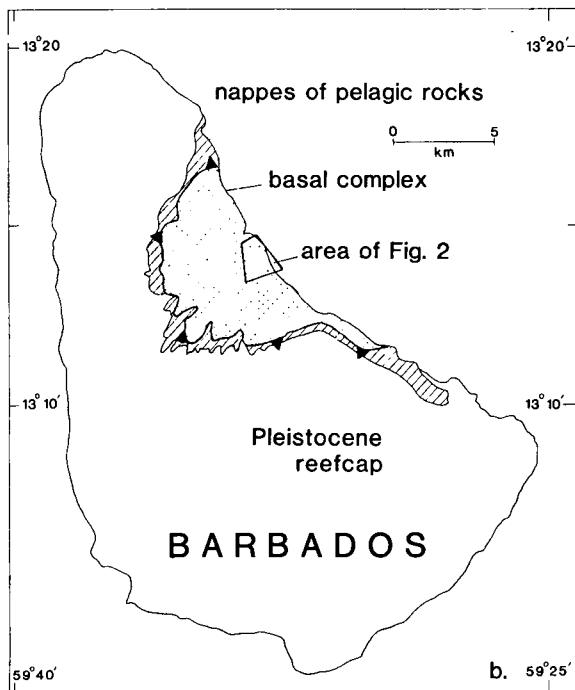 13°20'
13°20'
nappes of pelagic rocks
0 5
km
basal complex
area of Fig. 2
13°10'
13°10'
Pleistocene
reefcap
BARBADOS
59°40'
b.
59°25'